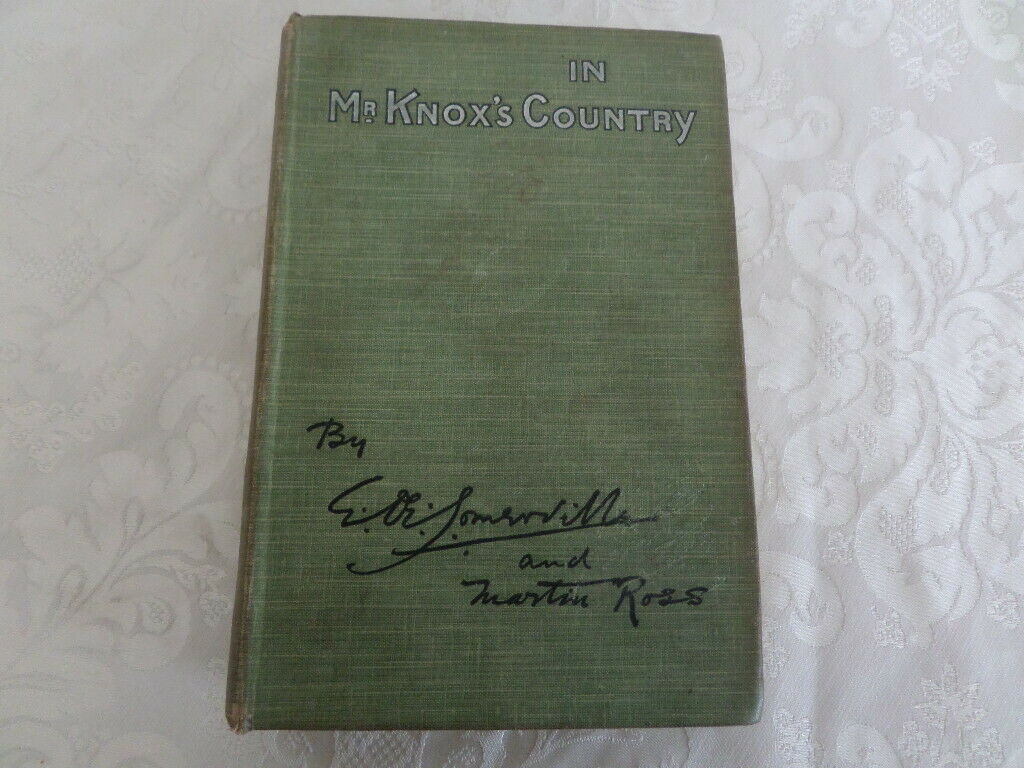 IN
MR KNOX'S COUNTRY
By
E. Œ. Somerville
and
Martin Ross